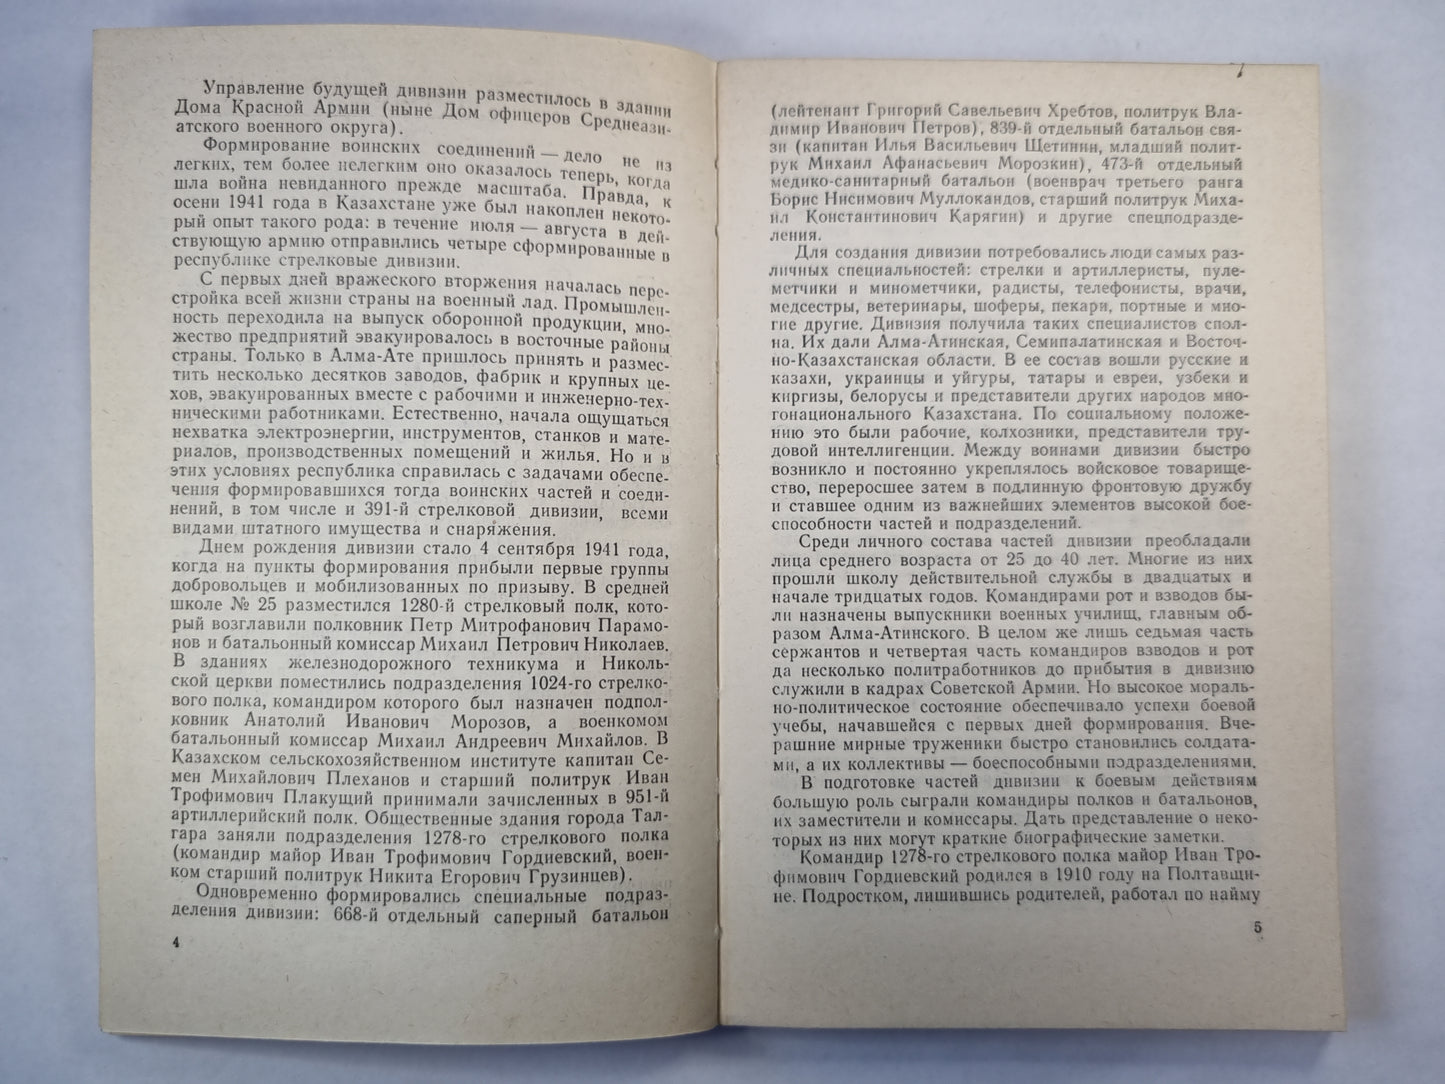 Управление будущей дивизии разместилось в здании
Дома Красной Армии (ныне Дом офицеров Среднеази-
атского военного округа).
Формирование воинских соединений — дело не из
легких, тем более нелегким оно оказалось теперь, когда
шла война невиданного прежде масштаба. Правда, к
осени 1941 года в Казахстане уже был накоплен некото-
рый опыт такого рода: в течение июля — августа в дей-
ствующую армию отправились четыре сформированные в
республике стрелковые дивизии.
С первых дней вражеского вторжения началась пере-
стройка всей жизни страны на военный лад. Промышлен-
ность переходила на выпуск оборонной продукции, мно-
жество предприятий эвакуировалось в восточные районы
страны. Только в Алма-Ате пришлось принять и размес-
тить несколько десятков заводов, фабрик и крупных це-
хов, эвакуированных вместе с рабочими и инженерно-тех-
ническими работниками. Естественно, начала ощущаться
нехватка электроэнергии, инструментов, станков и мате-
риалов, производственных помещений и жилья. Но и в
этих условиях республика справилась с задачами обеспе-
чения формировавшихся тогда воинских частей и соеди-
нений, в том числе и 391-й стрелковой дивизии, всеми
видами штатного имущества и снаряжения.
Днем рождения дивизии стало 4 сентября 1941 года,
когда на пункты формирования прибыли первые группы
добровольцев и мобилизованных по призыву. В средней
школе № 25 разместился 1280-й стрелковый полк, кото-
рый возглавили полковник Петр Митрофанович Парамо-
нов и батальонный комиссар Михаил Петрович Николаев.
В зданиях железнодорожного техникума и Николь-
ской церкви поместились подразделения 1024-го стрелко-
вого полка, командиром которого был назначен подпол-
ковник Анатолий Иванович Морозов, а военкомом
батальонный комиссар Михаил Андреевич Михайлов. В
Казахском сельскохозяйственном институте капитан Се-
мен Михайлович Плеханов и старший политрук Иван
Трофимович Плакущий принимали зачисленных в 951-й
артиллерийский полк. Общественные здания города Тал-
гара заняли подразделения 1278-го стрелкового полка
(командир майор Иван Трофимович Гордиевский, воен-
ком старший политрук Никита Егорович Грузинцев).
Одновременно формировались специальные подраз-
деления дивизии: 668-й отдельный саперный батальон
4
(лейтенант Григорий Савельевич Хребтов, политрук Вла-
димир Иванович Петров), 839-й отдельный батальон свя-
зи (капитан Илья Васильевич Щетинин, младший полит-
рук Михаил Афанасьевич Морозкин), 473-й отдельный
медико-санитарный батальон (военврач третьего ранга
Борис Нисимович Муллокандов, старший политрук Миха-
ил Константинович Карягин) и другие спецподразде-
ления.
Для создания дивизии потребовались люди самых раз-
личных специальностей: стрелки и артиллеристы, пуле-
метчики и минометчики, радисты, телефонисты, врачи,
медсестры, ветеринары, шоферы, пекари, портные и мно-
гие другие. Дивизия получила таких специалистов спол-
на. Их дали Алма-Атинская, Семипалатинская и Восточ-
но-Казахстанская области. В ее состав вошли русские и
казахи, украинцы и уйгуры, татары и евреи, узбеки и
киргизы, белорусы и представители других народов мно-
гонационального Казахстана. По социальному положе-
нию это были рабочие, колхозники, представители тру-
довой интеллигенции. Между воинами дивизии быстро
возникло и постоянно укреплялось войсковое товарище-
ство, переросшее затем в подлинную фронтовую дружбу
и ставшее одним из важнейших элементов высокой бое-
способности частей и подразделений.
Среди личного состава частей дивизии преобладали
лица среднего возраста от 25 до 40 лет. Многие из них
прошли школу действительной службы в двадцатых и
начале тридцатых годов. Командирами рот и взводов бы-
ли назначены выпускники военных училищ, главным об-
разом Алма-Атинского. В целом же лишь седьмая часть
сержантов и четвертая часть командиров взводов и рот
да несколько политработников до прибытия в дивизию
служили в кадрах Советской Армии. Но высокое мораль-
но-политическое состояние обеспечивало успехи боевой
учебы, начавшейся с первых дней формирования. Вче-
рашние мирные труженики быстро становились солдата-
ми, а их коллективы — боеспособными подразделениями.
В подготовке частей дивизии к боевым действиям
большую роль сыграли командиры полков и батальонов,
их заместители и комиссары. Дать представление о неко-
торых из них могут краткие биографические заметки.
Командир 1278-го стрелкового полка майор Иван Тро-
фимович Гордиевский родился в 1910 году на Полтавщи-
не. Подростком, лишившись родителей, работал по найму
5